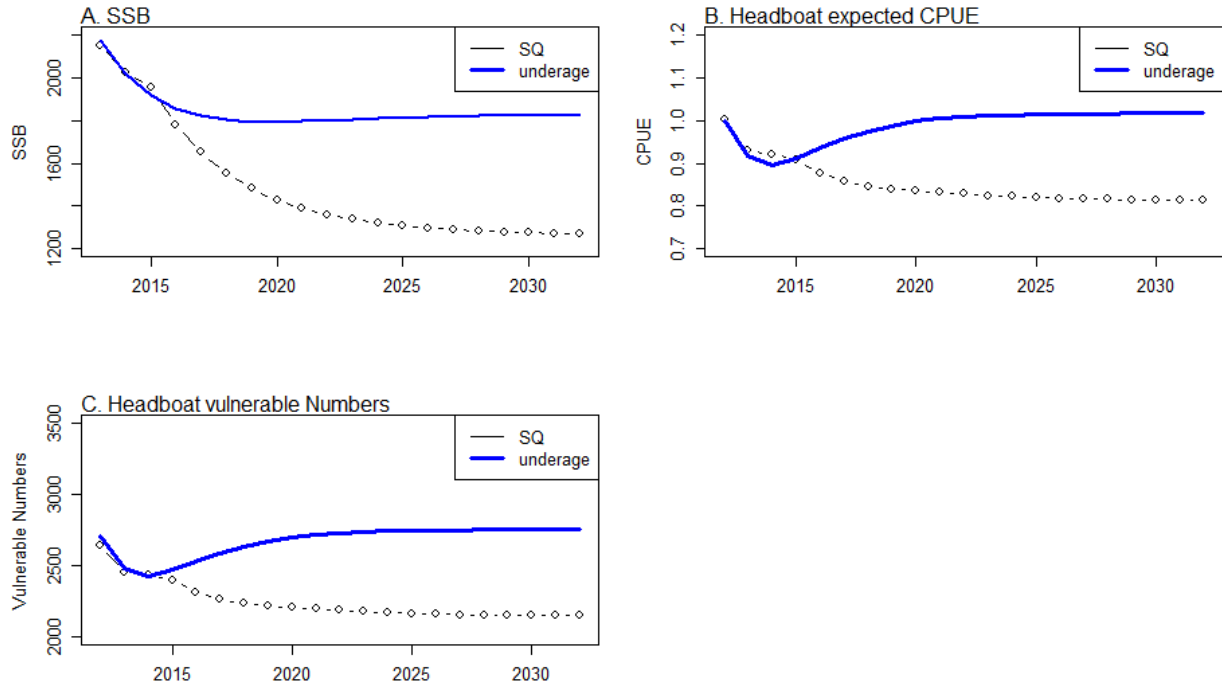 A. SSB
SSB
1200
1600
2000
SQ
underage
2015
2020
2025
2030
B. Headboat expected CPUE
CPUE
0.7
0.8
0.9
1.0
1.1
1.2
SQ
underage
2015
2020
2025
2030
C. Headboat vulnerable Numbers
Vulnerable Numbers
2000
2500
3000
3500
SQ
underage
2015
2020
2025
2030